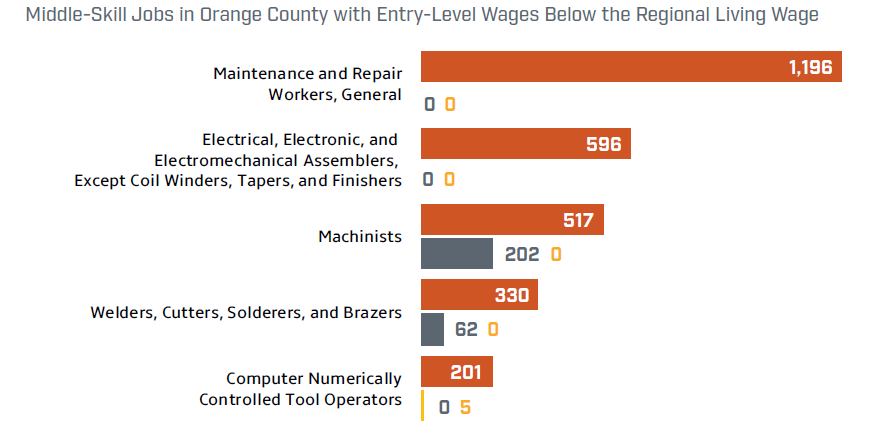 Middle-Skill Jobs in Orange County with Entry-Level Wages Below the Regional Living Wage
Maintenance and Repair
Workers, General
1,196
0 0
Electrical, Electronic, and
Electromechanical Assemblers,
Except Coil Winders, Tapers, and Finishers
596
0 0
Machinists
517
202 0
Welders, Cutters, Solderers, and Brazers
330
62 0
Computer Numerically
Controlled Tool Operators
201
0 5